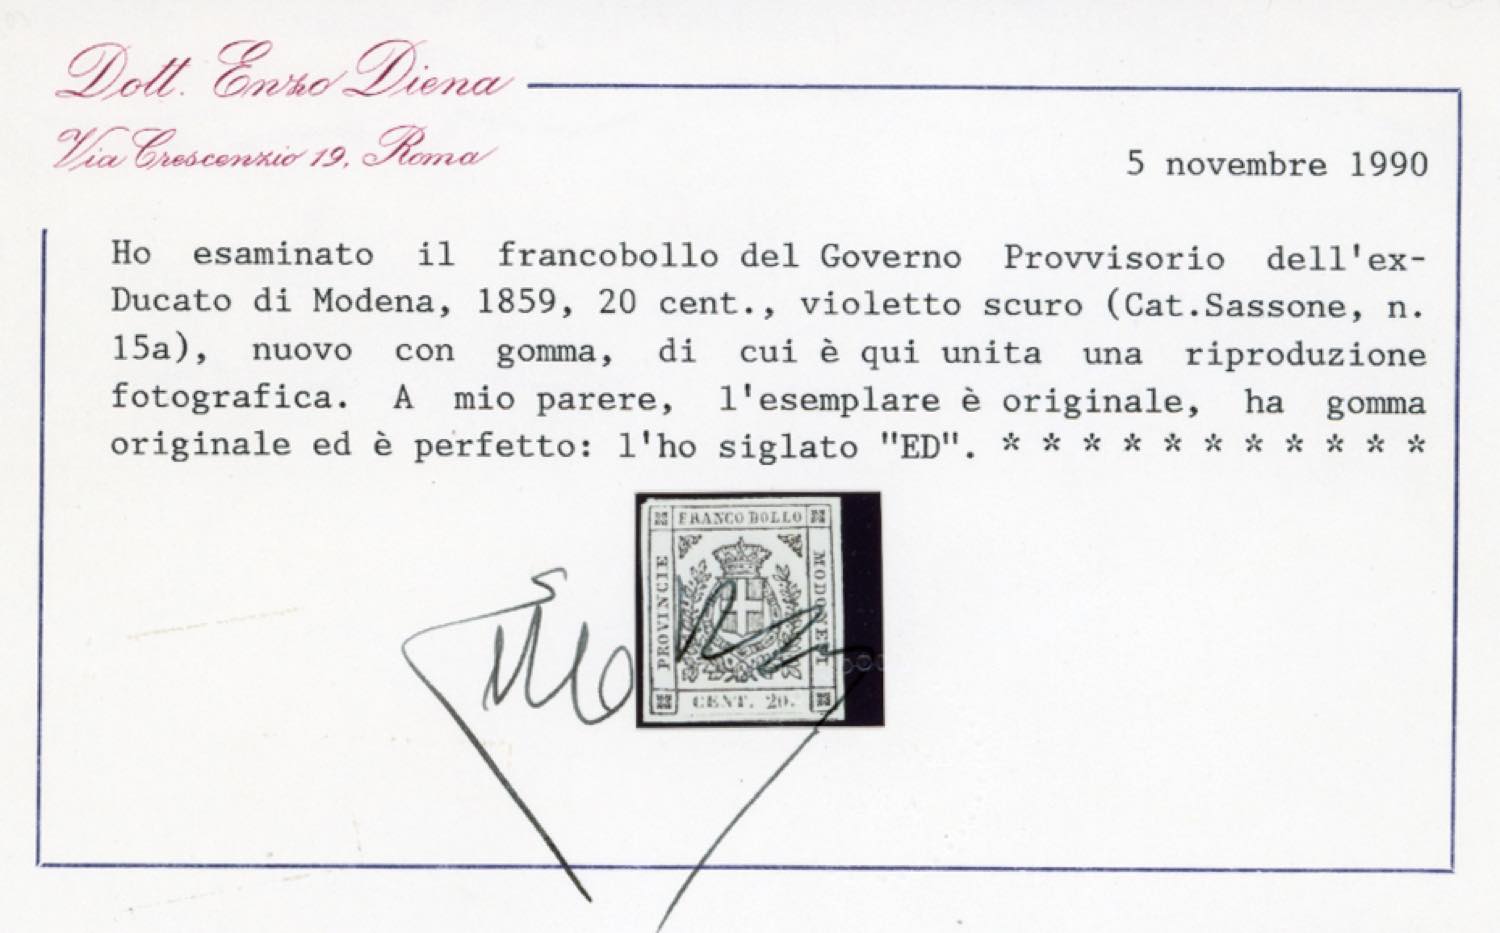 Dott. Enzo Diena
Via Crescenzio 19, Roma
5 novembre 1990
Ho esaminato il francobollo del Governo Provvisorio dell'ex-
Ducato di Modena, 1859, 20 cent., violetto scuro (Cat.Sassone, n.
15a), nuovo con gomma, di cui è qui unita una riproduzione
fotografica. A mio parere, l'esemplare è originale, ha gomma
originale ed è perfetto: l'ho siglato "ED". * * * * * * * * * * *
FRANCO BOLLO
PROVINCIE
MODONESI
CENT. 20.